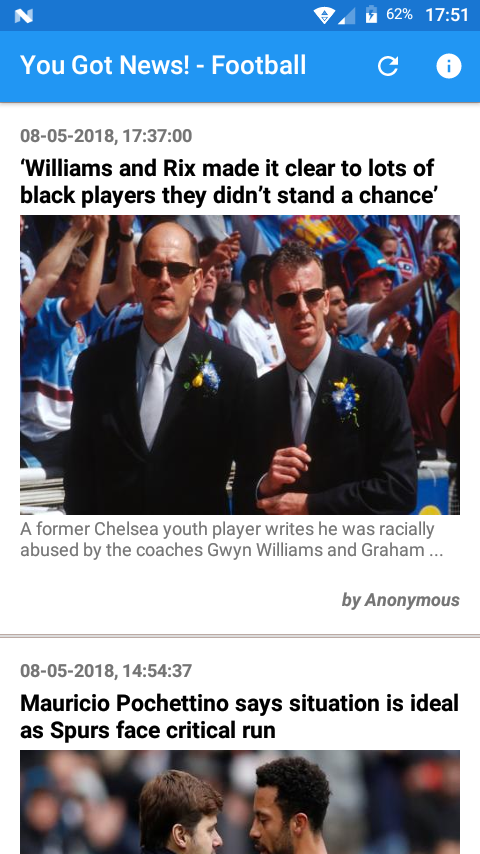 62% 17:51
You Got News! - Football
08-05-2018, 17:37:00
‘Williams and Rix made it clear to lots of
black players they didn’t stand a chance’
A former Chelsea youth player writes he was racially
abused by the coaches Gwyn Williams and Graham ...
by Anonymous
08-05-2018, 14:54:37
Mauricio Pochettino says situation is ideal
as Spurs face critical run